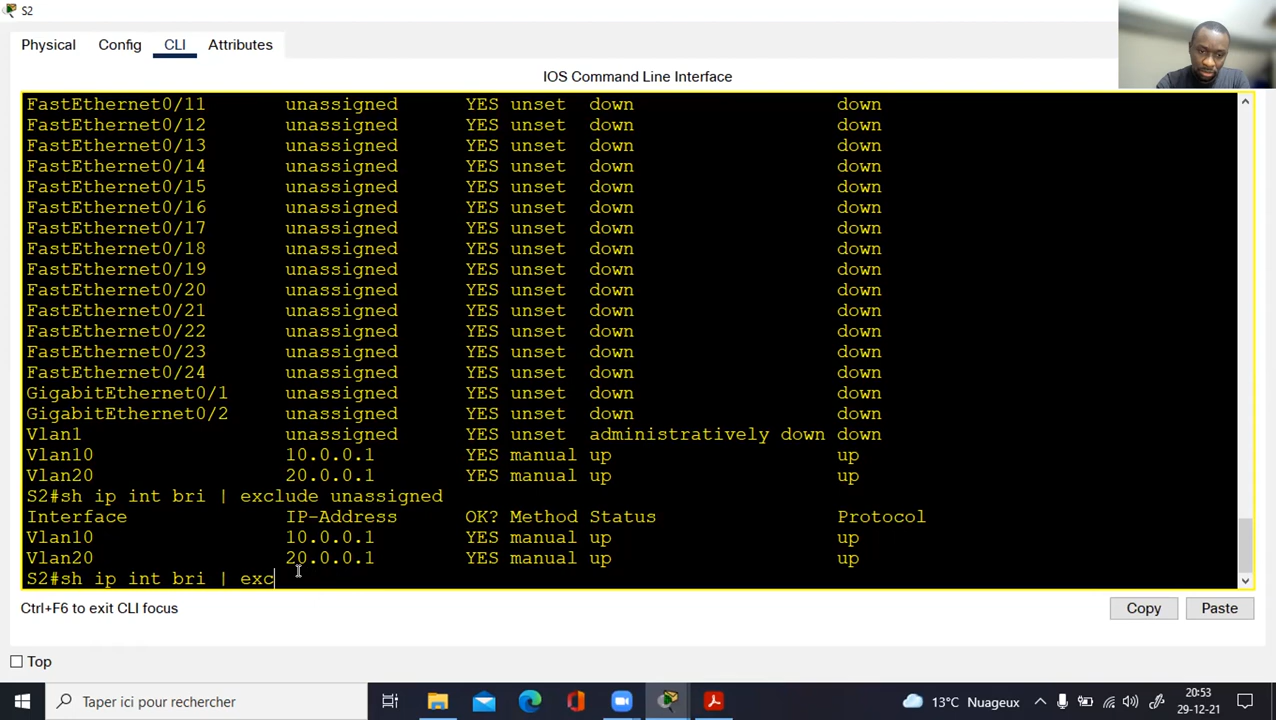 S2
Physical Config CLI Attributes
IOS Command Line Interface
FastEthernet0/11 unassigned YES unset down down
FastEthernet0/12 unassigned YES unset down down
FastEthernet0/13 unassigned YES unset down down
FastEthernet0/14 unassigned YES unset down down
FastEthernet0/15 unassigned YES unset down down
FastEthernet0/16 unassigned YES unset down down
FastEthernet0/17 unassigned YES unset down down
FastEthernet0/18 unassigned YES unset down down
FastEthernet0/19 unassigned YES unset down down
FastEthernet0/20 unassigned YES unset down down
FastEthernet0/21 unassigned YES unset down down
FastEthernet0/22 unassigned YES unset down down
FastEthernet0/23 unassigned YES unset down down
FastEthernet0/24 unassigned YES unset down down
GigabitEthernet0/1 unassigned YES unset down down
GigabitEthernet0/2 unassigned YES unset down down
Vlan1 unassigned YES unset administratively down down
Vlan10 10.0.0.1 YES manual up up
Vlan20 20.0.0.1 YES manual up up
S2#sh ip int bri | exclude unassigned
Interface IP-Address OK? Method Status Protocol
Vlan10 10.0.0.1 YES manual up up
Vlan20 20.0.0.1 YES manual up up
S2#sh ip int bri | exc
Ctrl+F6 to exit CLI focus
Copy Paste
Top
Taper ici pour rechercher
13°C Nuageux
20:53
29-12-21